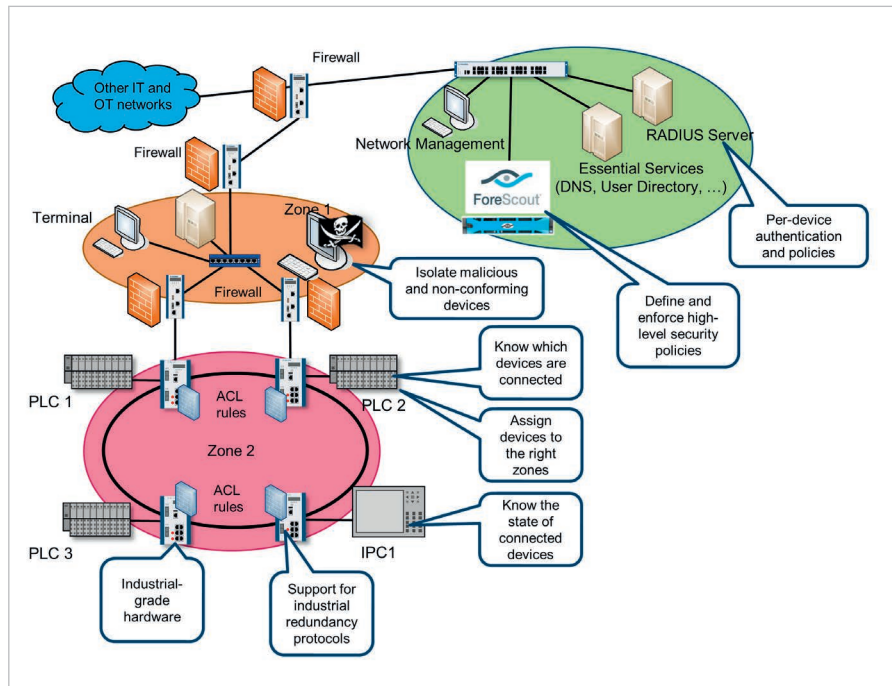 Firewall
Other IT and
OT networks
Network Management
RADIUS Server
Firewall
Essential Services
(DNS, User Directory, …)
ForeScout
Terminal
Zone 1
Per-device
authentication
and policies
Isolate malicious
and non-conforming
devices
Firewall
Define and
enforce high-
level security
policies
Know which
devices are
connected
PLC 1
ACL
rules
PLC 2
Assign
devices to
the right
zones
Zone 2
ACL
rules
Know the
state of
connected
devices
PLC 3
IPC1
Industrial-
grade
hardware
Support for
industrial
redundancy
protocols